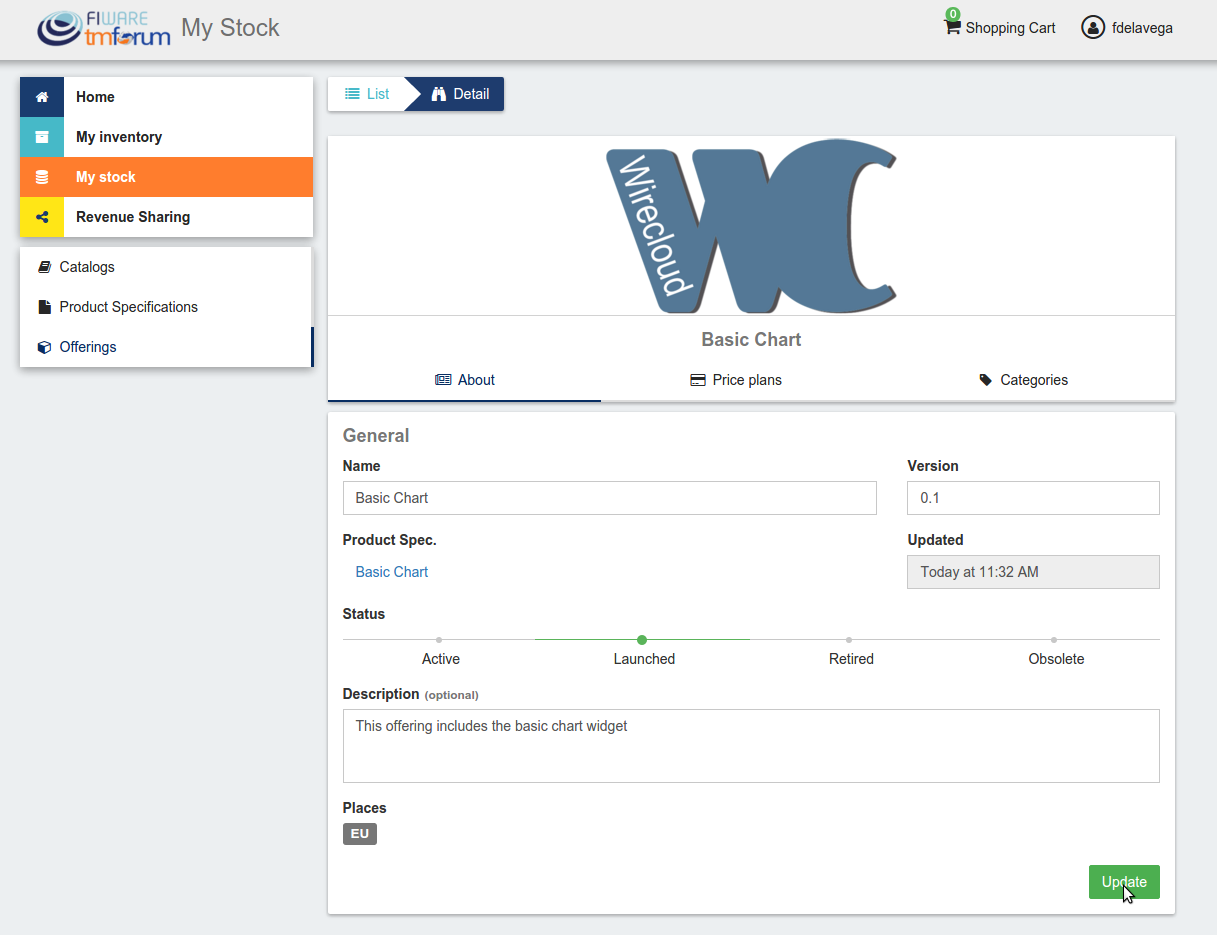 FIWARE
tmforum
My Stock
0
Shopping Cart
fdelavega
Home
My inventory
My stock
Revenue Sharing
Catalogs
Product Specifications
Offerings
List
Detail
Wirecloud
WC
Basic Chart
About
Price plans
Categories
General
Name
Version
Basic Chart
0.1
Product Spec.
Updated
Basic Chart
Today at 11:32 AM
Status
Active
Launched
Retired
Obsolete
Description (optional)
This offering includes the basic chart widget
Places
EU
Update